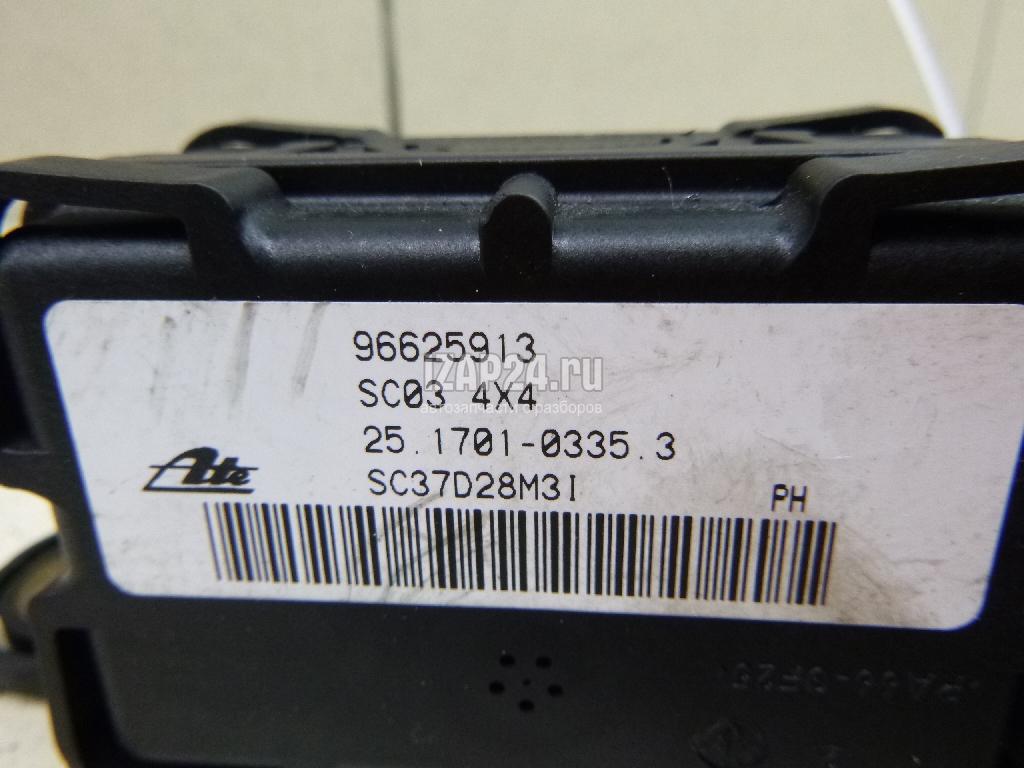 96625913
IZAP24.ru
SC03 4X4
автозапчасти с разборов
25.1701-0335.3
Ate
SC37D28M3I
PH